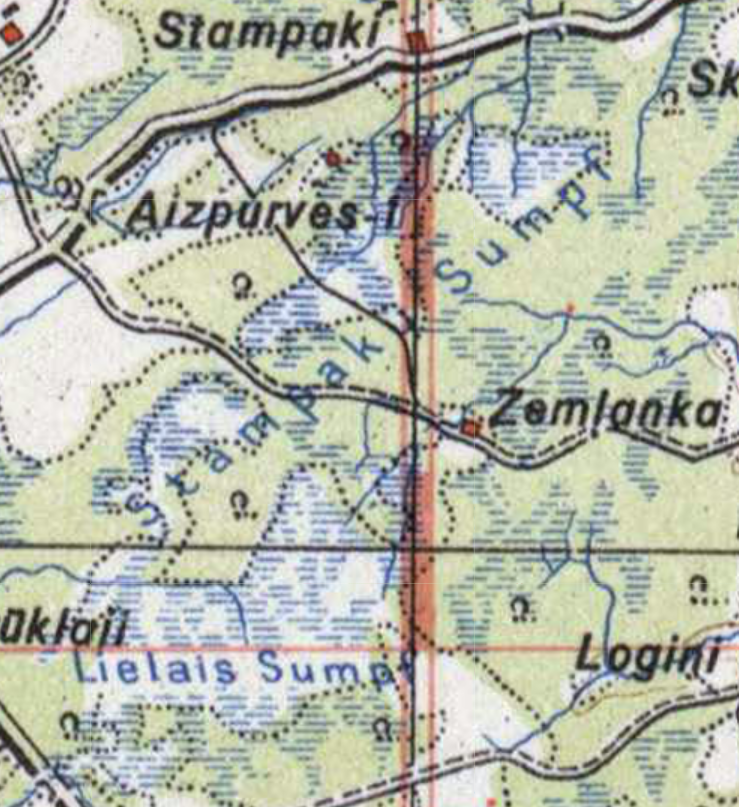 Stampaki
Sk
Aizpurves-I
Stampak Sumpf
Zemlanka
ūklaji
Logini
Lielais Sumpf